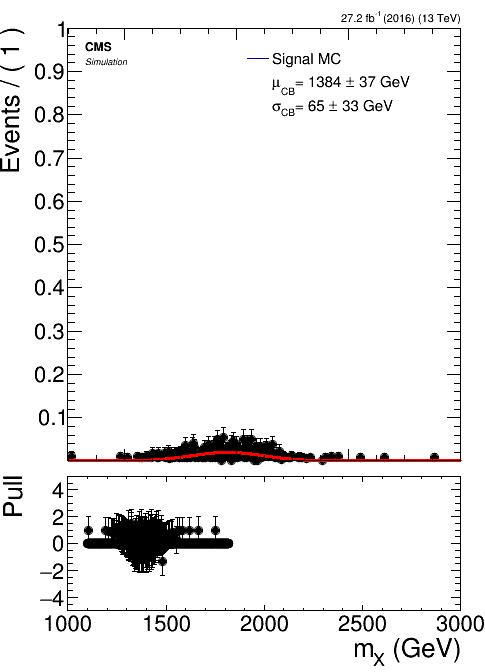 27.2 fb⁻¹ (2016) (13 TeV)
CMS
Simulation
Signal MC
μ_CB= 1384 ± 37 GeV
σ_CB= 65 ± 33 GeV
Events / ( 1 )
1
0.9
0.8
0.7
0.6
0.5
0.4
0.3
0.2
0.1
Pull
4
2
0
−2
−4
1000 1500 2000 2500 3000
m_X (GeV)